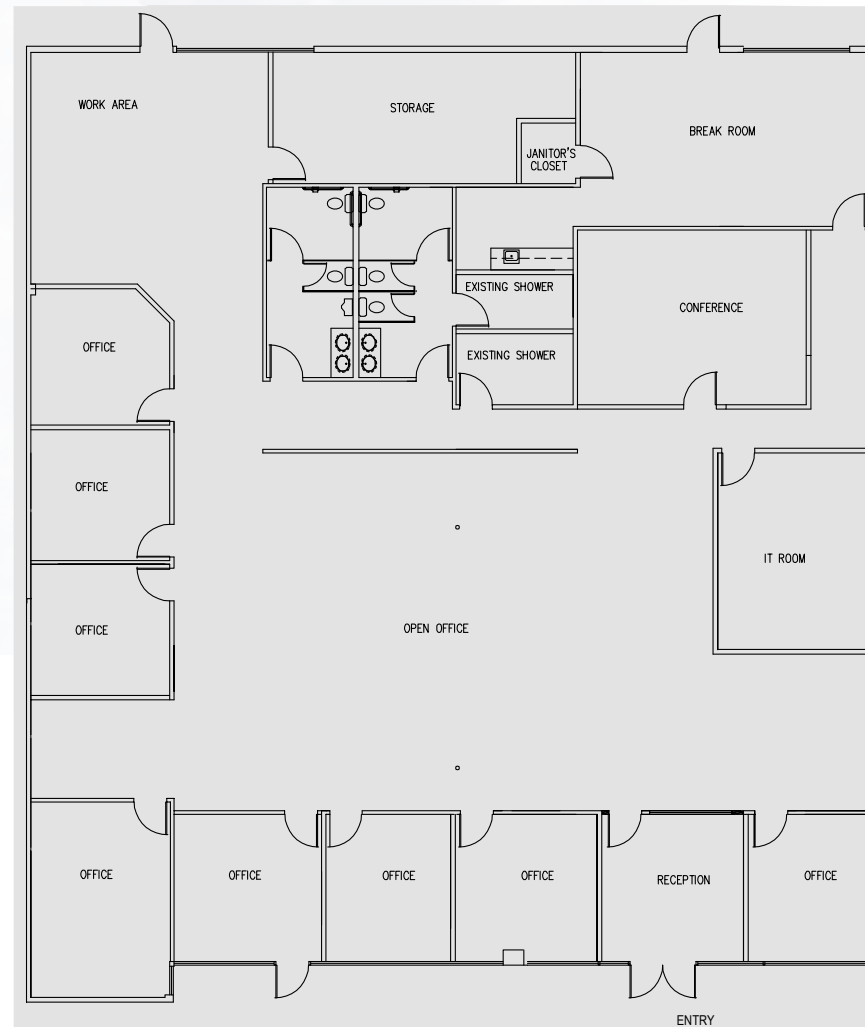 WORK AREA
STORAGE
BREAK ROOM
JANITOR'S
CLOSET
EXISTING SHOWER
CONFERENCE
OFFICE
EXISTING SHOWER
OFFICE
IT ROOM
OPEN OFFICE
OFFICE
OFFICE
OFFICE
OFFICE
OFFICE
RECEPTION
OFFICE
ENTRY